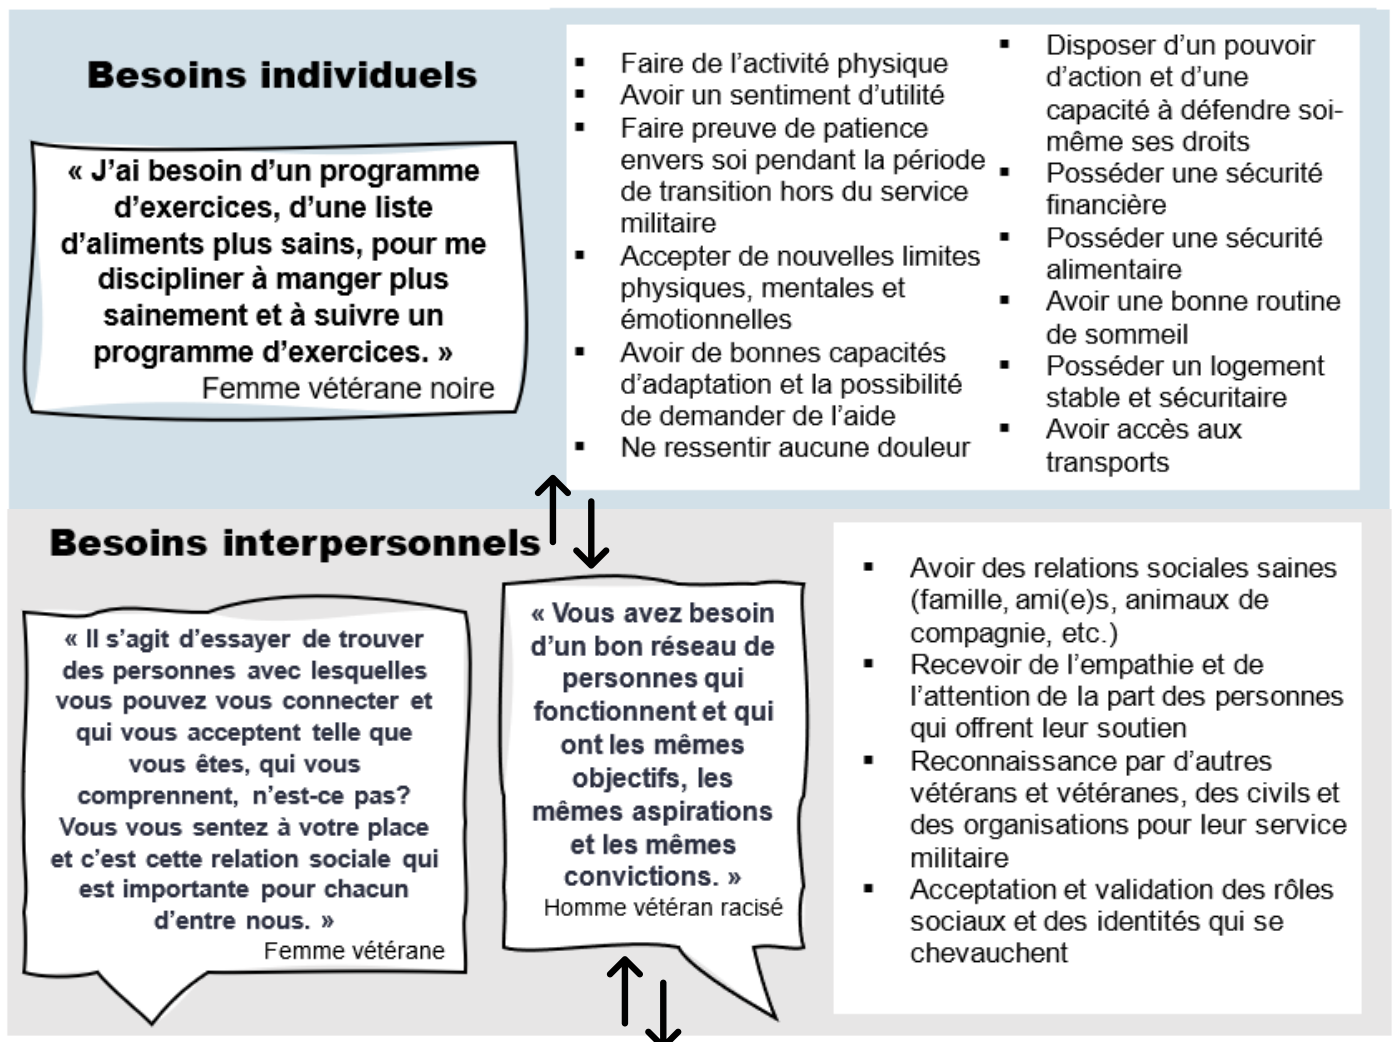 Besoins individuels
« J’ai besoin d’un programme
d’exercices, d’une liste
d’aliments plus sains, pour me
discipliner à manger plus
sainement et à suivre un
programme d’exercices. »
Femme vétérane noire
▪ Faire de l’activité physique
▪ Avoir un sentiment d’utilité
▪ Faire preuve de patience
envers soi pendant la période
de transition hors du service
militaire
▪ Accepter de nouvelles limites
physiques, mentales et
émotionnelles
▪ Avoir de bonnes capacités
d’adaptation et la possibilité
de demander de l’aide
▪ Ne ressentir aucune douleur
▪ Disposer d’un pouvoir
d’action et d’une
capacité à défendre soi-
même ses droits
▪ Posséder une sécurité
financière
▪ Posséder une sécurité
alimentaire
▪ Avoir une bonne routine
de sommeil
▪ Posséder un logement
stable et sécuritaire
▪ Avoir accès aux
transports
Besoins interpersonnels
« Il s’agit d’essayer de trouver
des personnes avec lesquelles
vous pouvez vous connecter et
qui vous acceptent telle que
vous êtes, qui vous
comprennent, n’est-ce pas?
Vous vous sentez à votre place
et c’est cette relation sociale qui
est importante pour chacun
d’entre nous. »
Femme vétérane
« Vous avez besoin
d’un bon réseau de
personnes qui
fonctionnent et qui
ont les mêmes
objectifs, les
mêmes aspirations
et les mêmes
convictions. »
Homme vétéran racisé
▪ Avoir des relations sociales saines
(famille, ami(e)s, animaux de
compagnie, etc.)
▪ Recevoir de l’empathie et de
l’attention de la part des personnes
qui offrent leur soutien
▪ Reconnaissance par d’autres
vétérans et vétéranes, des civils et
des organisations pour leur service
militaire
▪ Acceptation et validation des rôles
sociaux et des identités qui se
chevauchent